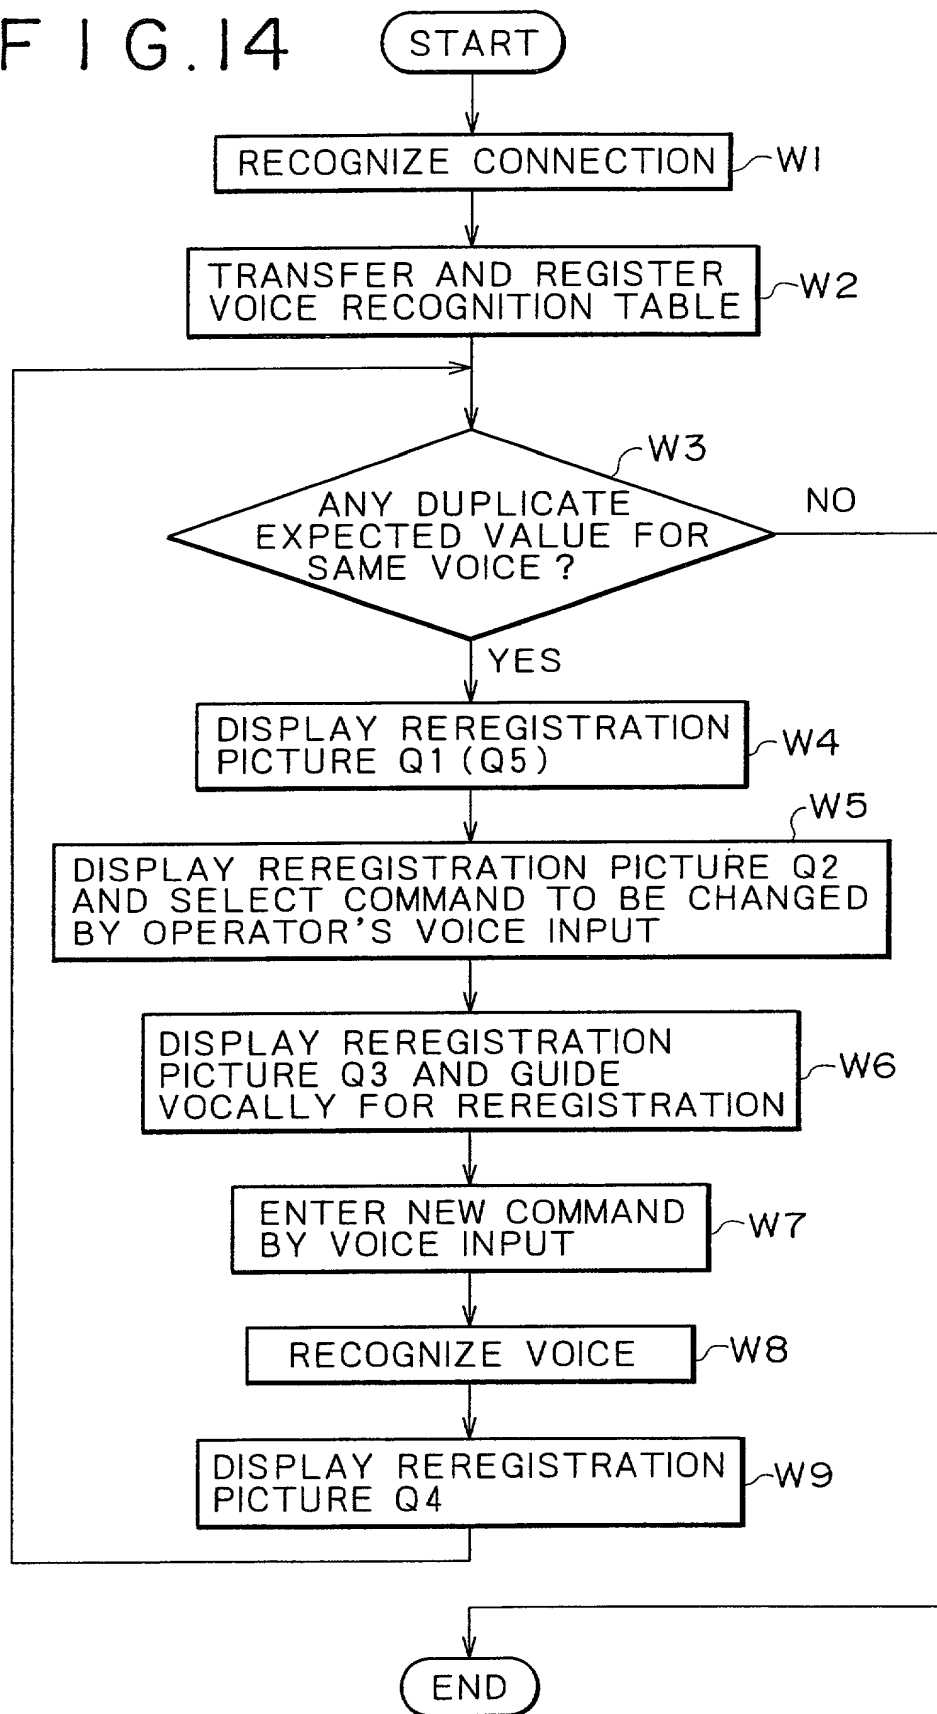 FIG.14
START
RECOGNIZE CONNECTION
W1
TRANSFER AND REGISTER
VOICE RECOGNITION TABLE
W2
W3
ANY DUPLICATE
EXPECTED VALUE FOR
SAME VOICE?
NO
YES
DISPLAY REREGISTRATION
PICTURE Q1 (Q5)
W4
W5
DISPLAY REREGISTRATION PICTURE Q2
AND SELECT COMMAND TO BE CHANGED
BY OPERATOR'S VOICE INPUT
DISPLAY REREGISTRATION
PICTURE Q3 AND GUIDE
VOCALLY FOR REREGISTRATION
W6
ENTER NEW COMMAND
BY VOICE INPUT
W7
RECOGNIZE VOICE
W8
DISPLAY REREGISTRATION
PICTURE Q4
W9
END